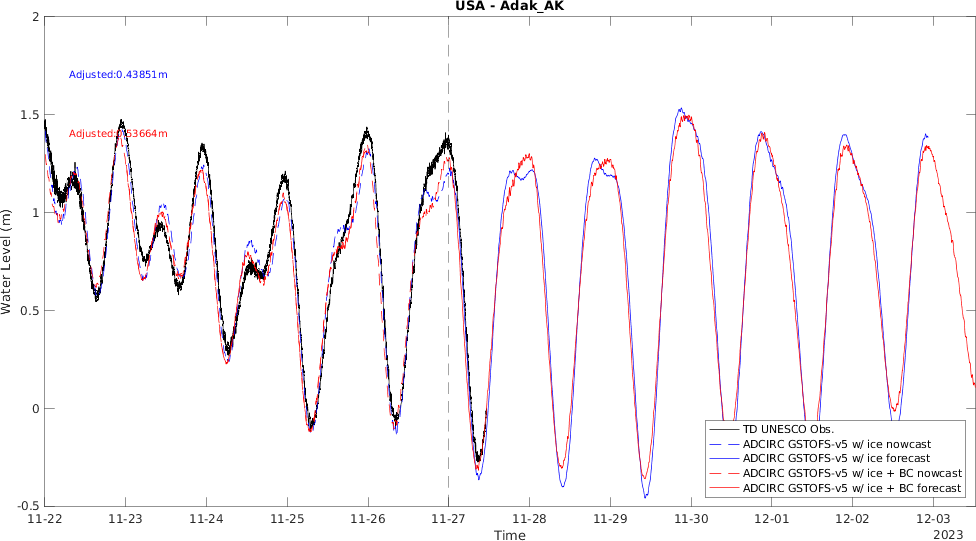 USA - Adak_AK
2
1.5
1
0.5
0
-0.5
Water Level (m)
Adjusted:0.43851m
Adjusted:0.53664m
TD UNESCO Obs.
ADCIRC GSTOFS-v5 w/ ice nowcast
ADCIRC GSTOFS-v5 w/ ice forecast
ADCIRC GSTOFS-v5 w/ ice + BC nowcast
ADCIRC GSTOFS-v5 w/ ice + BC forecast
11-22 11-23 11-24 11-25 11-26 11-27 11-28 11-29 11-30 12-01 12-02 12-03
Time
2023